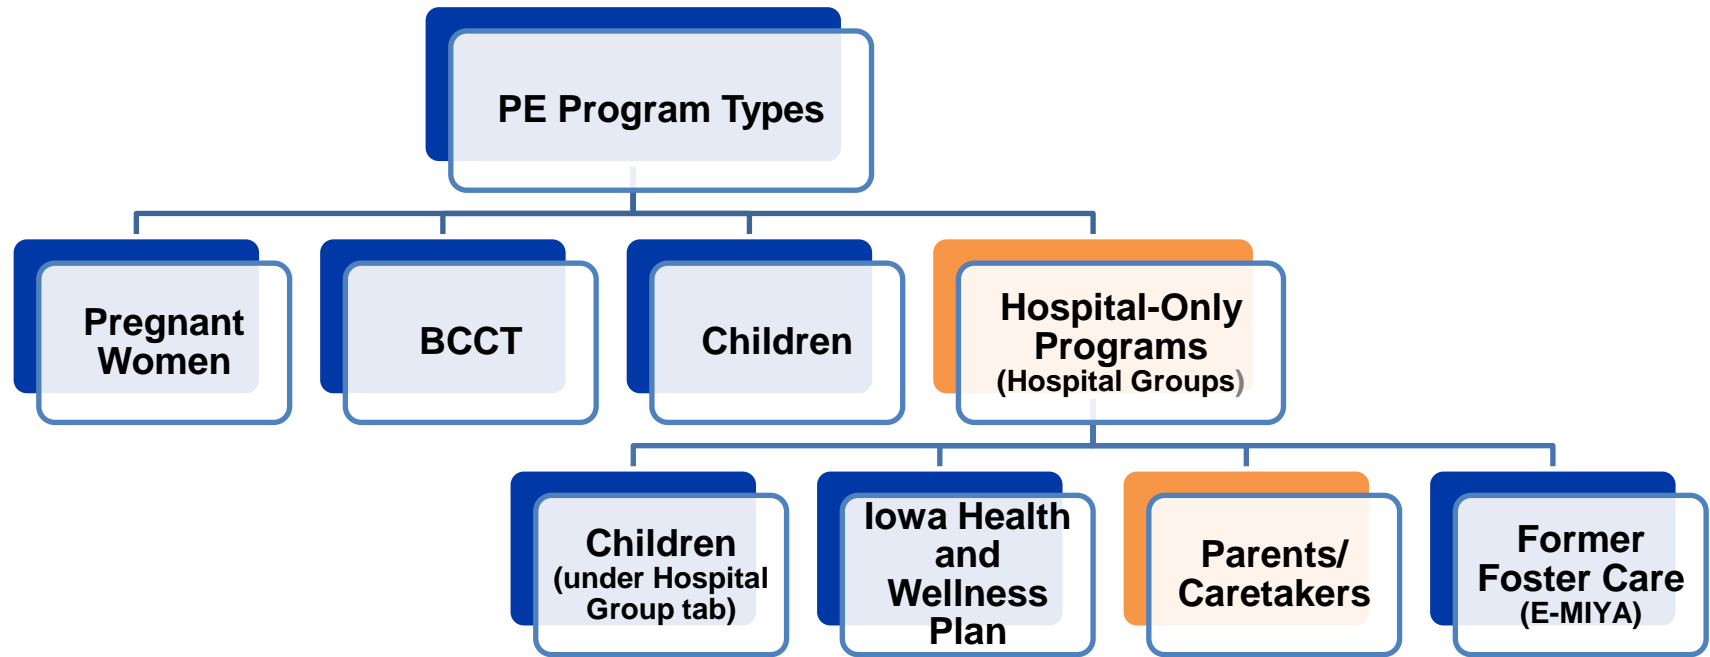 PE Program Types
Pregnant
Women
BCCT
Children
Hospital-Only
Programs
(Hospital Groups)
Children
(under Hospital
Group tab)
Iowa Health
and
Wellness
Plan
Parents/
Caretakers
Former
Foster Care
(E-MIYA)